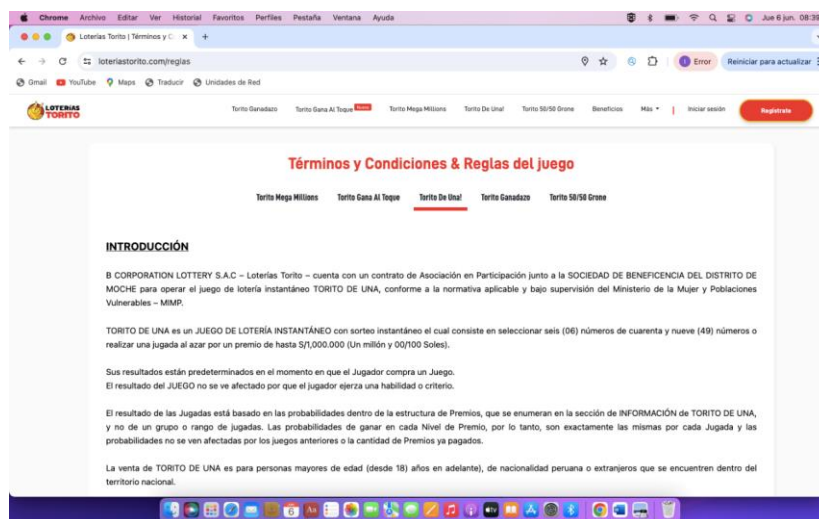 Chrome Archivo Editar Ver Historial Favoritos Perfiles Pestaña Ventana Ayuda
Jue 6 jun. 08:39
Loterías Torito | Términos y C
loteriastorito.com/reglas
Error
Reiniciar para actualizar
Gmail YouTube Maps Traducir Unidades de Red
LOTERÍAS
TORITO
Torito Ganadazo Torito Gana Al Toque Torito Mega Millions Torito De Una! Torito 50/50 Grone Beneficios Más Iniciar sesión Regístrate
Términos y Condiciones & Reglas del juego
Torito Mega Millions Torito Gana Al Toque Torito De Una! Torito Ganadazo Torito 50/50 Grone
INTRODUCCIÓN
B CORPORATION LOTTERY S.A.C – Loterías Torito – cuenta con un contrato de Asociación en Participación junto a la SOCIEDAD DE BENEFICENCIA DEL DISTRITO DE
MOCHE para operar el juego de lotería instantáneo TORITO DE UNA, conforme a la normativa aplicable y bajo supervisión del Ministerio de la Mujer y Poblaciones
Vulnerables – MIMP.
TORITO DE UNA es un JUEGO DE LOTERÍA INSTANTÁNEO con sorteo instantáneo el cual consiste en seleccionar seis (06) números de cuarenta y nueve (49) números o
realizar una jugada al azar por un premio de hasta S/1,000.000 (Un millón y 00/100 Soles).
Sus resultados están predeterminados en el momento en que el Jugador compra un Juego.
El resultado del JUEGO no se ve afectado por que el jugador ejerza una habilidad o criterio.
El resultado de las Jugadas está basado en las probabilidades dentro de la estructura de Premios, que se enumeran en la sección de INFORMACIÓN de TORITO DE UNA,
y no de un grupo o rango de jugadas. Las probabilidades de ganar en cada Nivel de Premio, por lo tanto, son exactamente las mismas por cada Jugada y las
probabilidades no se ven afectadas por los juegos anteriores o la cantidad de Premios ya pagados.
La venta de TORITO DE UNA es para personas mayores de edad (desde 18) años en adelante), de nacionalidad peruana o extranjeros que se encuentren dentro del
territorio nacional.